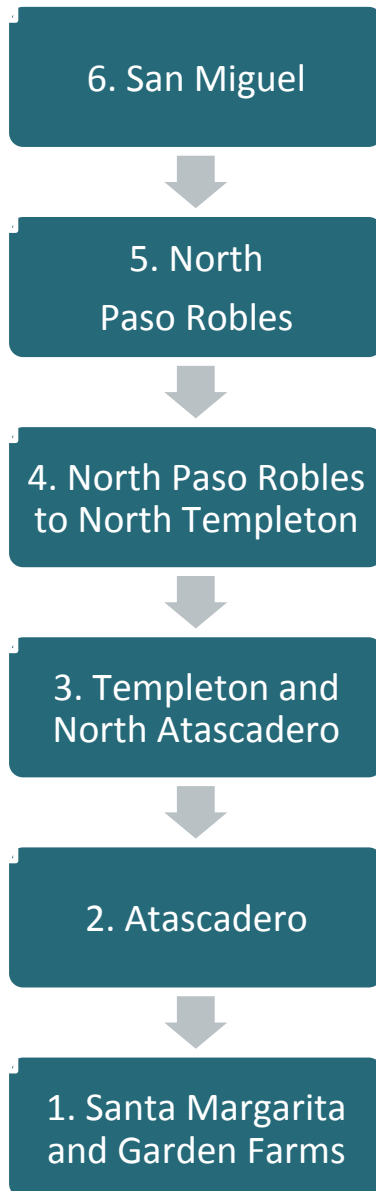 6. San Miguel
5. North
Paso Robles
4. North Paso Robles
to North Templeton
3. Templeton and
North Atascadero
2. Atascadero
1. Santa Margarita
and Garden Farms